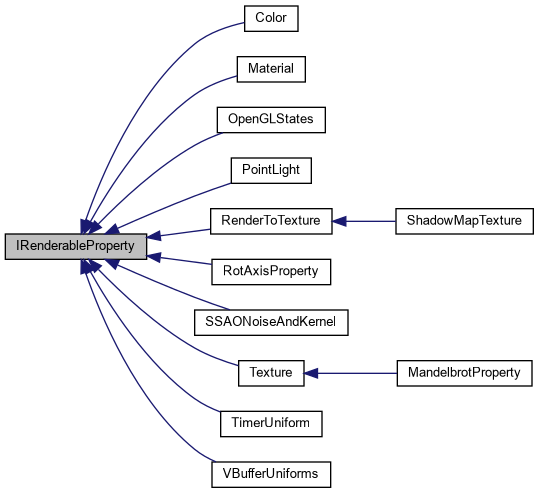 Color
Material
OpenGLStates
PointLight
RenderToTexture
ShadowMapTexture
IRenderableProperty
RotAxisProperty
SSAONoiseAndKernel
Texture
MandelbrotProperty
TimerUniform
VBufferUniforms